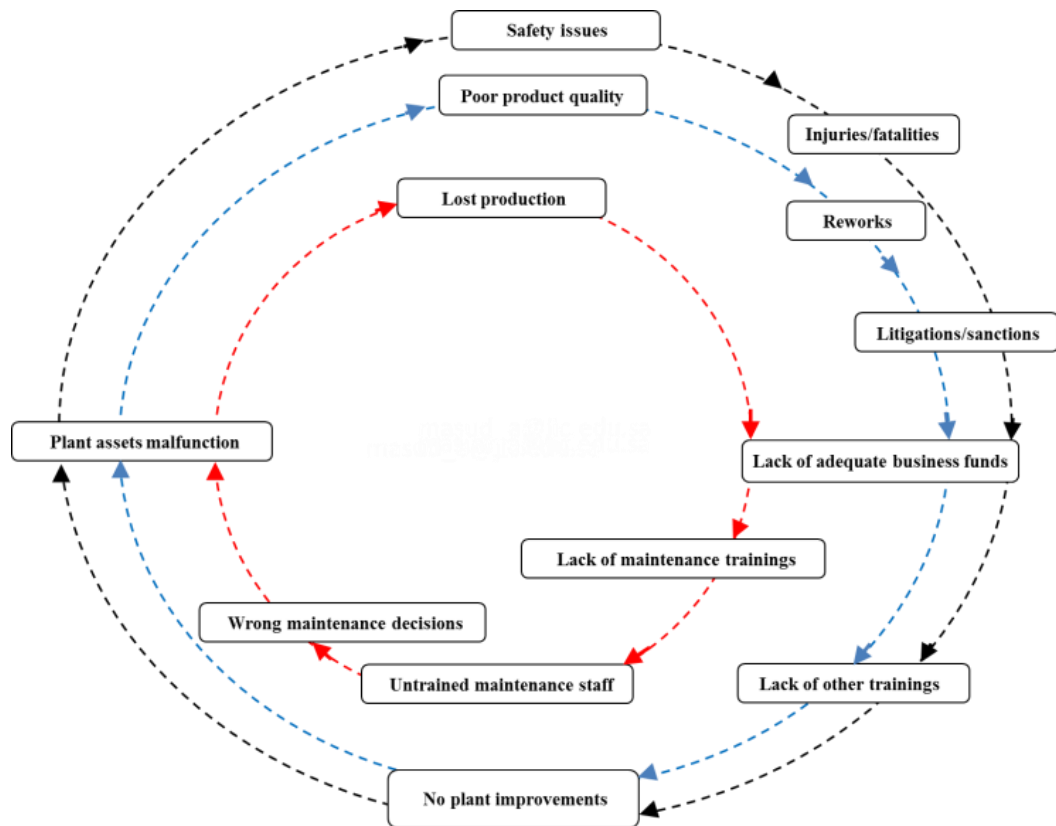 Safety issues
Poor product quality
Injuries/fatalities
Lost production
Reworks
Litigations/sanctions
Plant assets malfunction
Lack of adequate business funds
Lack of maintenance trainings
Wrong maintenance decisions
Untrained maintenance staff
Lack of other trainings
No plant improvements